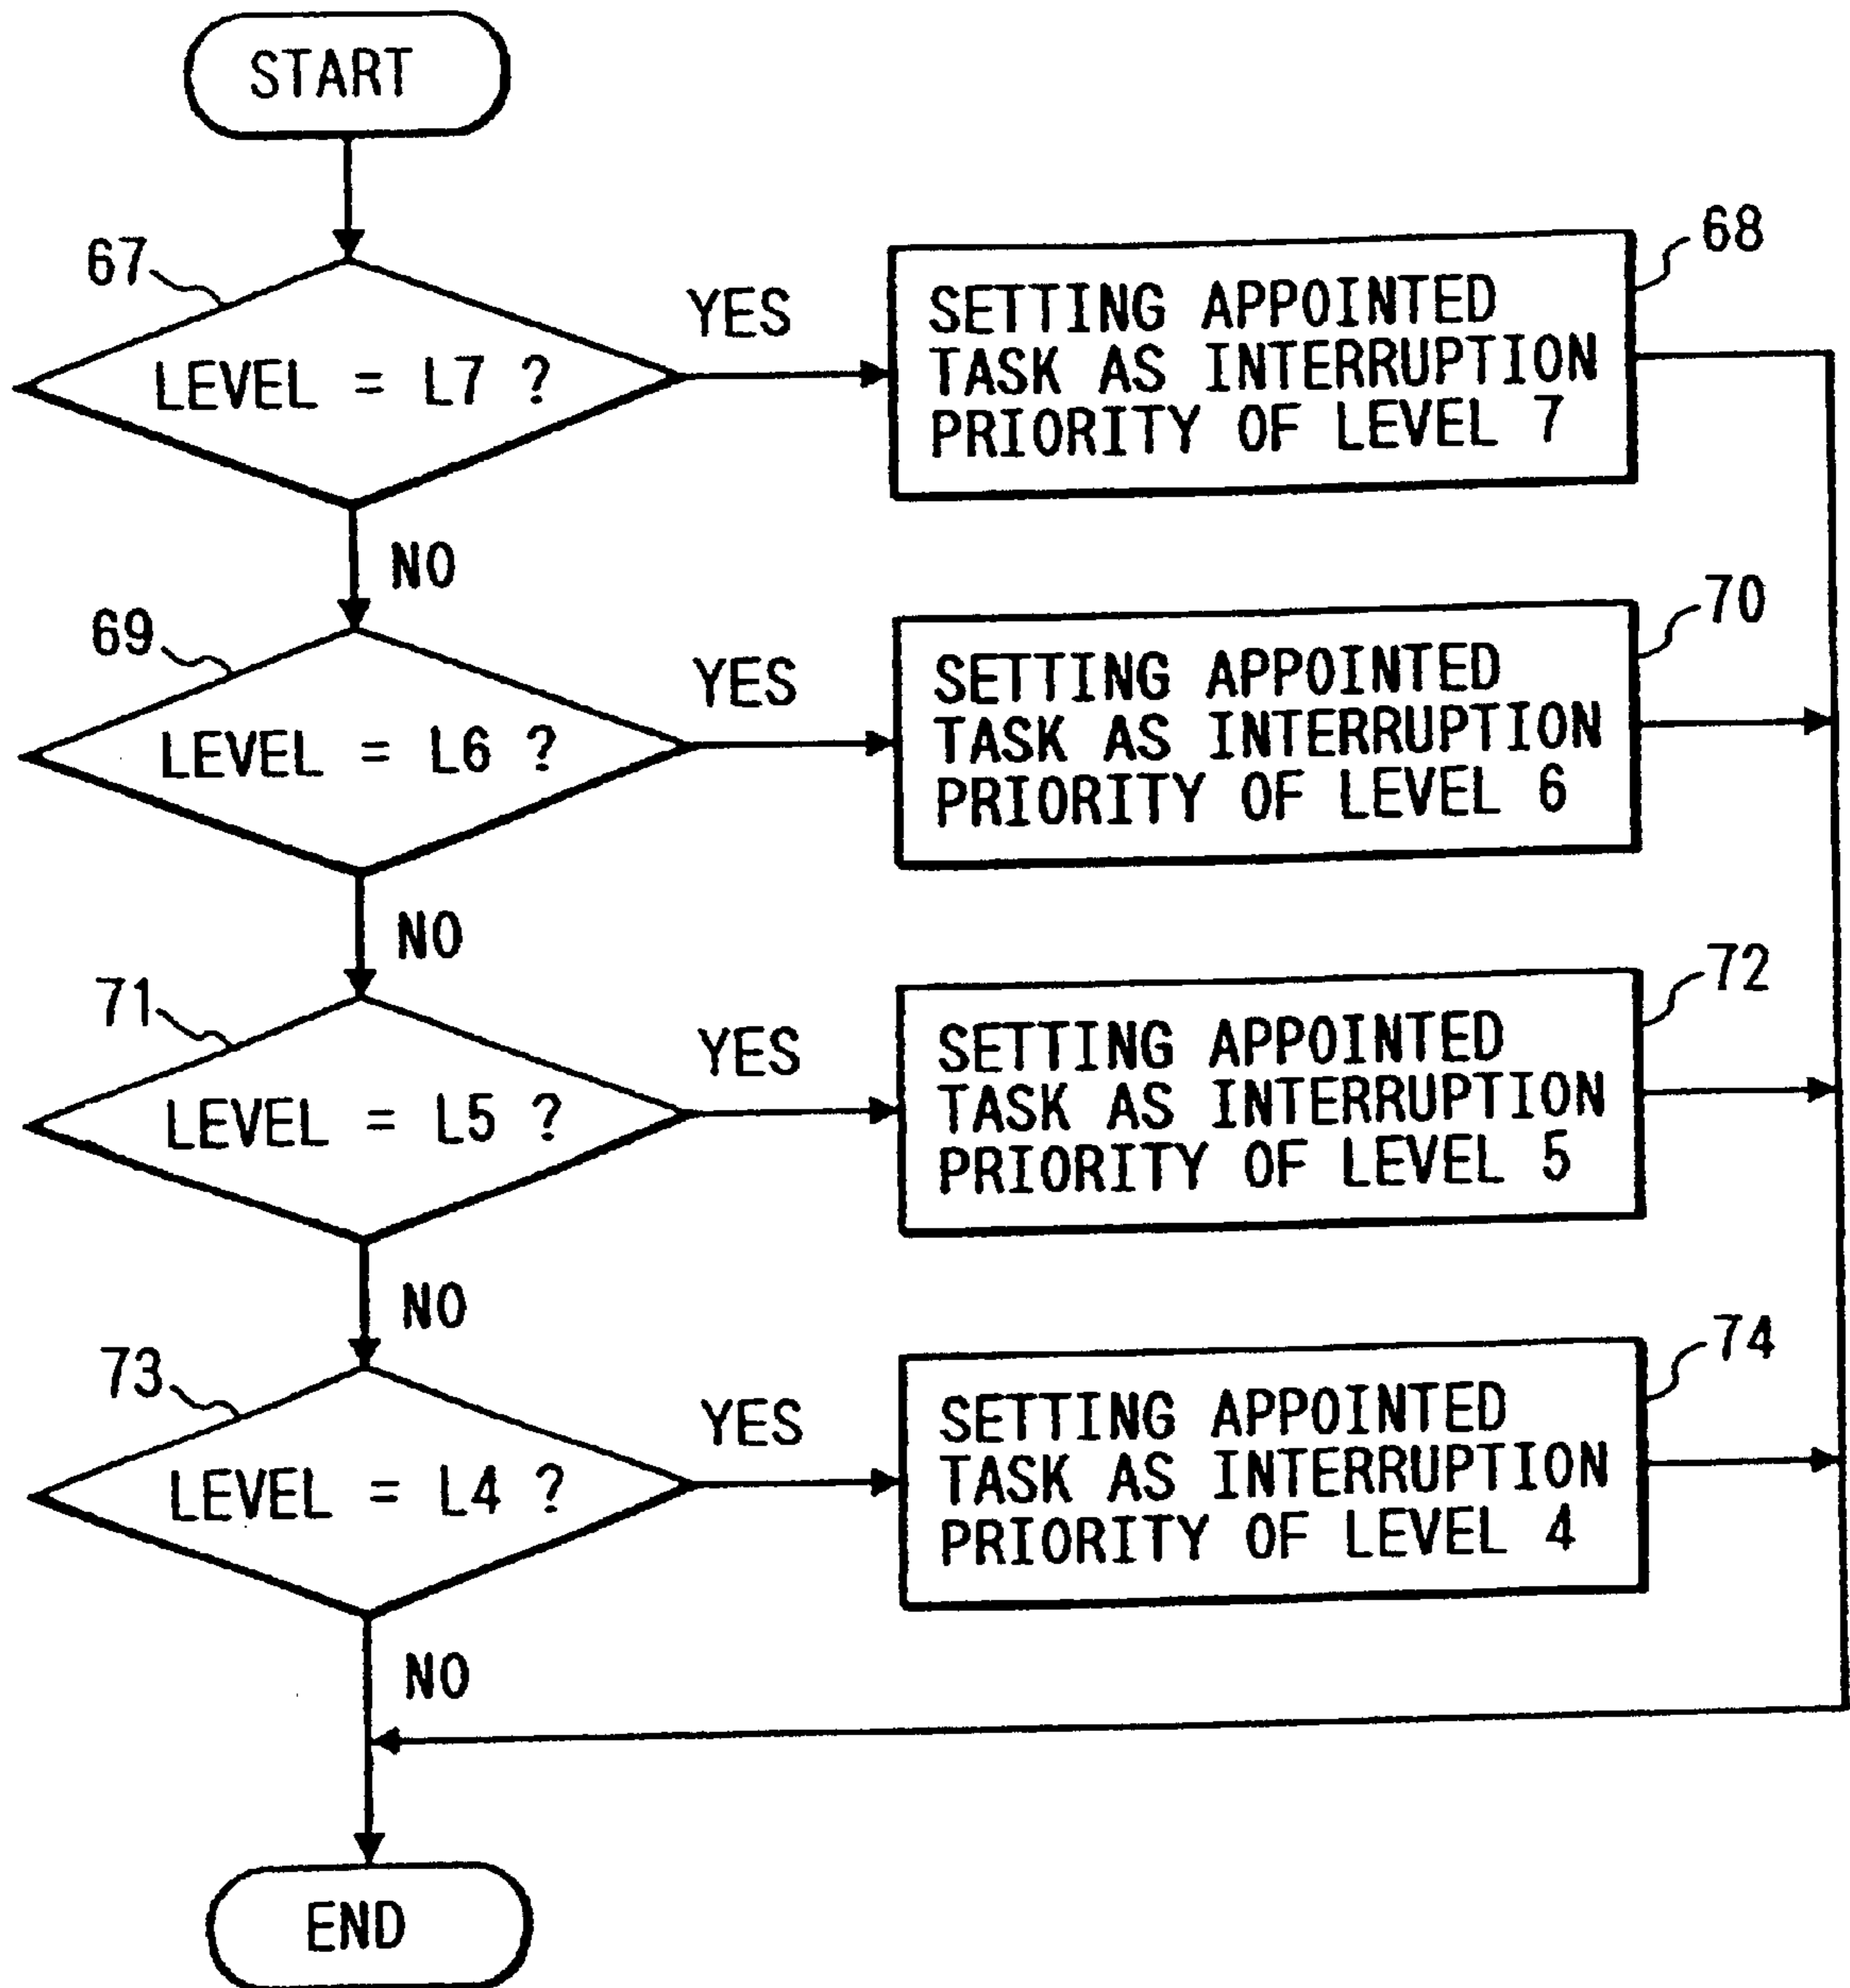 START
67
LEVEL = L7 ?
YES
68
SETTING APPOINTED
TASK AS INTERRUPTION
PRIORITY OF LEVEL 7
NO
69
LEVEL = L6 ?
YES
70
SETTING APPOINTED
TASK AS INTERRUPTION
PRIORITY OF LEVEL 6
NO
71
LEVEL = L5 ?
YES
72
SETTING APPOINTED
TASK AS INTERRUPTION
PRIORITY OF LEVEL 5
NO
73
LEVEL = L4 ?
YES
74
SETTING APPOINTED
TASK AS INTERRUPTION
PRIORITY OF LEVEL 4
NO
END